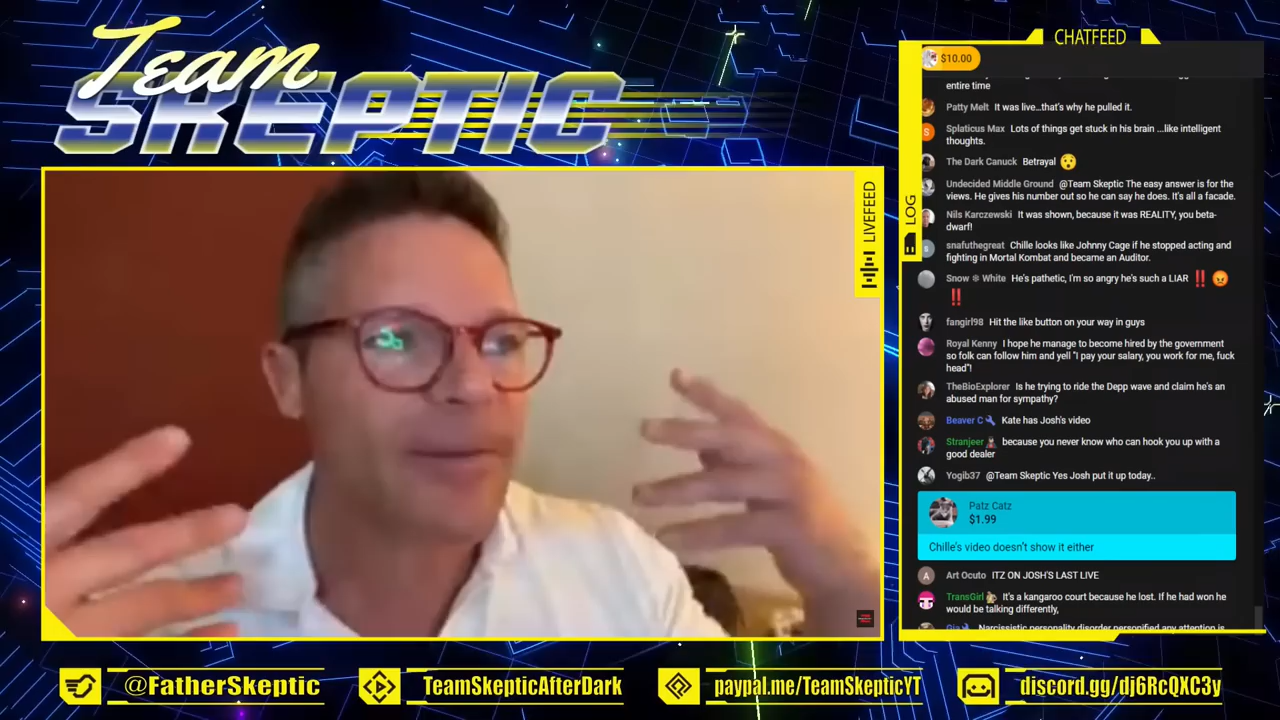 Team
SKEPTIC
CHATFEED
LIVEFEED
LOG
$10.00
entire time
Patty Melt It was live...that's why he pulled it.
Splaticus Max Lots of things get stuck in his brain ...like intelligent
thoughts.
The Dark Canuck Betrayal 😯
Undecided Middle Ground @Team Skeptic The easy answer is for the
views. He gives his number out so he can say he does. It's all a facade.
Nils Karczewski It was shown, because it was REALITY, you beta-
dwarf!
snafuthegreat Chille looks like Johnny Cage if he stopped acting and
fighting in Mortal Kombat and became an Auditor.
Snow ❄ White He's pathetic, I'm so angry he's such a LIAR ‼️ 😡
‼️
fangirl98 Hit the like button on your way in guys
Royal Kenny I hope he manage to become hired by the government
so folk can follow him and yell "I pay your salary, you work for me, fuck
head"!
TheBioExplorer Is he trying to ride the Depp wave and claim he's an
abused man for sympathy?
Beaver C Kate has Josh's video
Stranjeer because you never know who can hook you up with a
good dealer
Yogib37 @Team Skeptic Yes Josh put it up today..
Patz Catz
$1.99
Chille's video doesn't show it either
Art Ocuto ITZ ON JOSH'S LAST LIVE
TransGirl It's a kangaroo court because he lost. If he had won he
would be talking differently,
Narcissistic personality disorder personified any attention is
@FatherSkeptic
TeamSkepticAfterDark
paypal.me/TeamSkepticYT
discord.gg/dj6RcQXC3v